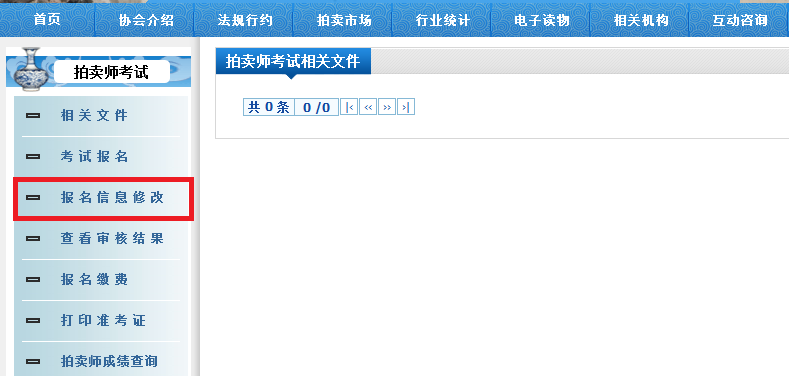 首页 协会介绍 法规行约 拍卖市场 行业统计 电子读物 相关机构 互动咨询
拍卖师考试
相关文件
考试报名
报名信息修改
查看审核结果
报名缴费
打印准考证
拍卖师成绩查询
拍卖师考试相关文件
共 0 条 0 /0 |‹ ‹‹ ›› ›|